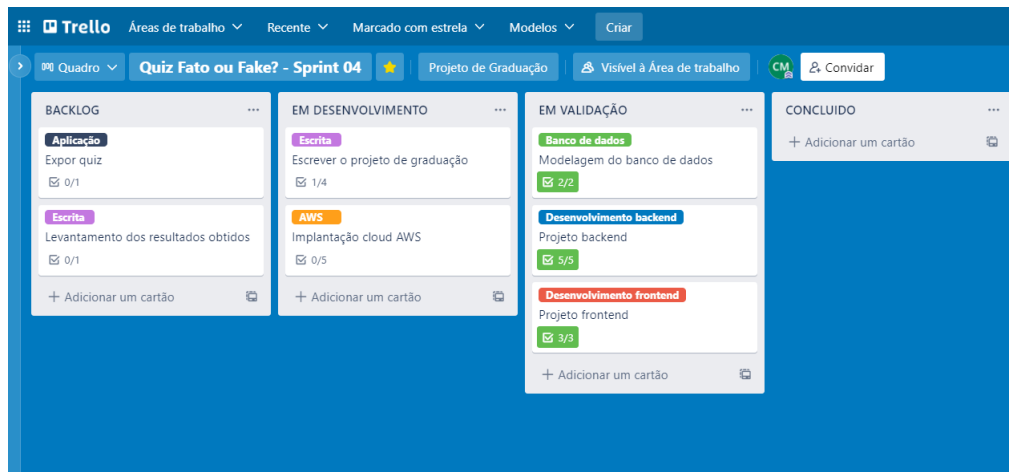 Trello Áreas de trabalho Recente Marcado com estrela Modelos Criar
Quadro Quiz Fato ou Fake? - Sprint 04 Projeto de Graduação Visível à Área de trabalho CM Convidar
BACKLOG
Aplicação
Expor quiz
0/1
Escrita
Levantamento dos resultados obtidos
0/1
+ Adicionar um cartão
EM DESENVOLVIMENTO
Escrita
Escrever o projeto de graduação
1/4
AWS
Implantação cloud AWS
0/5
+ Adicionar um cartão
EM VALIDAÇÃO
Banco de dados
Modelagem do banco de dados
2/2
Desenvolvimento backend
Projeto backend
5/5
Desenvolvimento frontend
Projeto frontend
3/3
+ Adicionar um cartão
CONCLUIDO
+ Adicionar um cartão